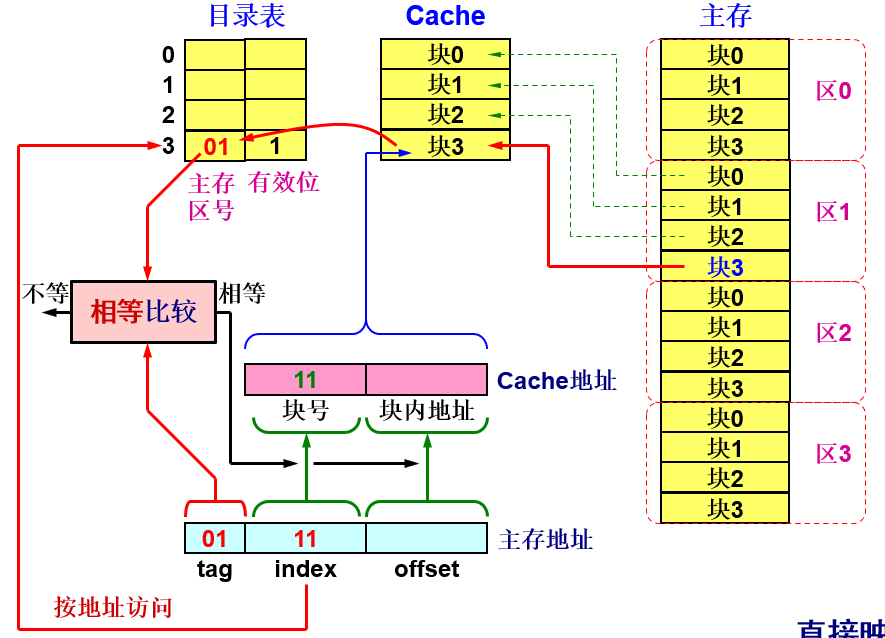 目录表
Cache
主存
0
1
2
3
01
1
主存
区号
有效位
块0
块1
块2
块3
块0
块1
块2
块3
区0
块0
块1
块2
块3
区1
块0
块1
块2
块3
区2
块0
块1
块2
块3
区3
不等
相等比较
相等
11
Cache地址
块号
块内地址
01
11
主存地址
tag
index
offset
按地址访问
直接映